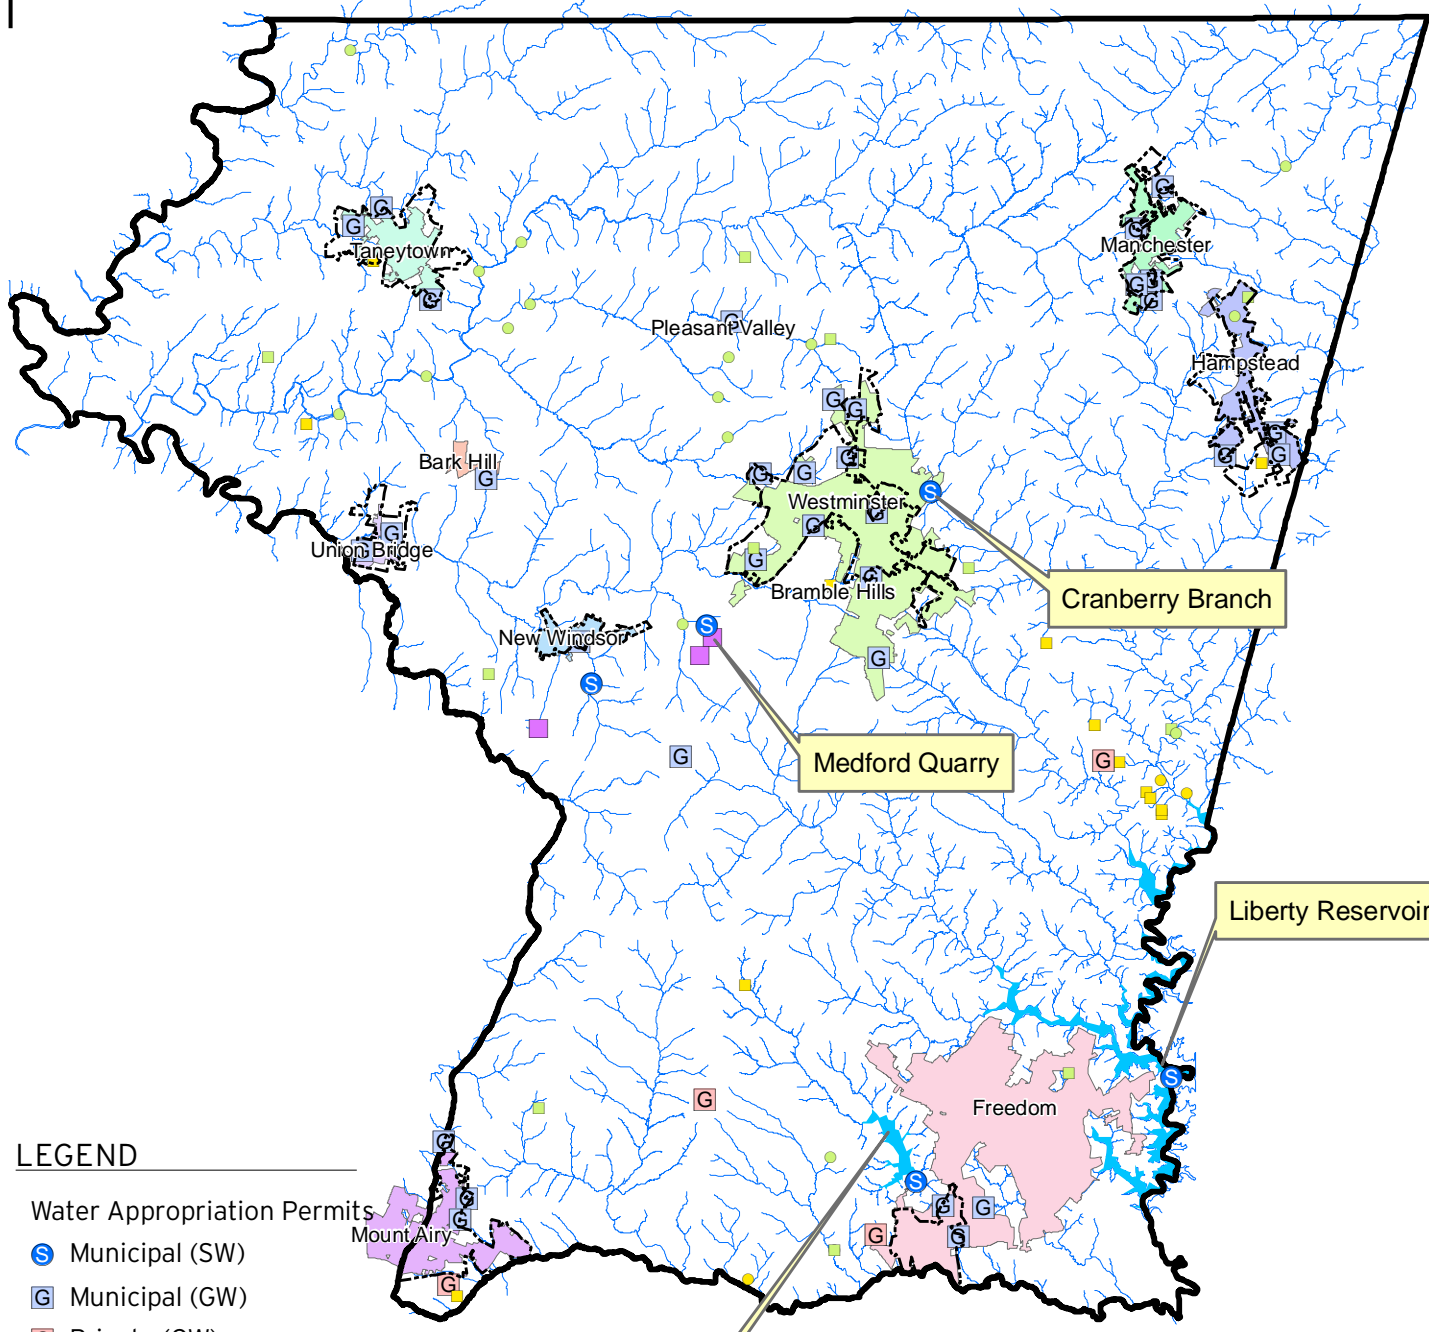 Taneytown
Manchester
Pleasant Valley
Hampstead
Bark Hill
Westminster
Union Bridge
Bramble Hills
Cranberry Branch
New Windsor
Medford Quarry
Liberty Reservoir
Freedom
Mount Airy
LEGEND
Water Appropriation Permits
S Municipal (SW)
G Municipal (GW)